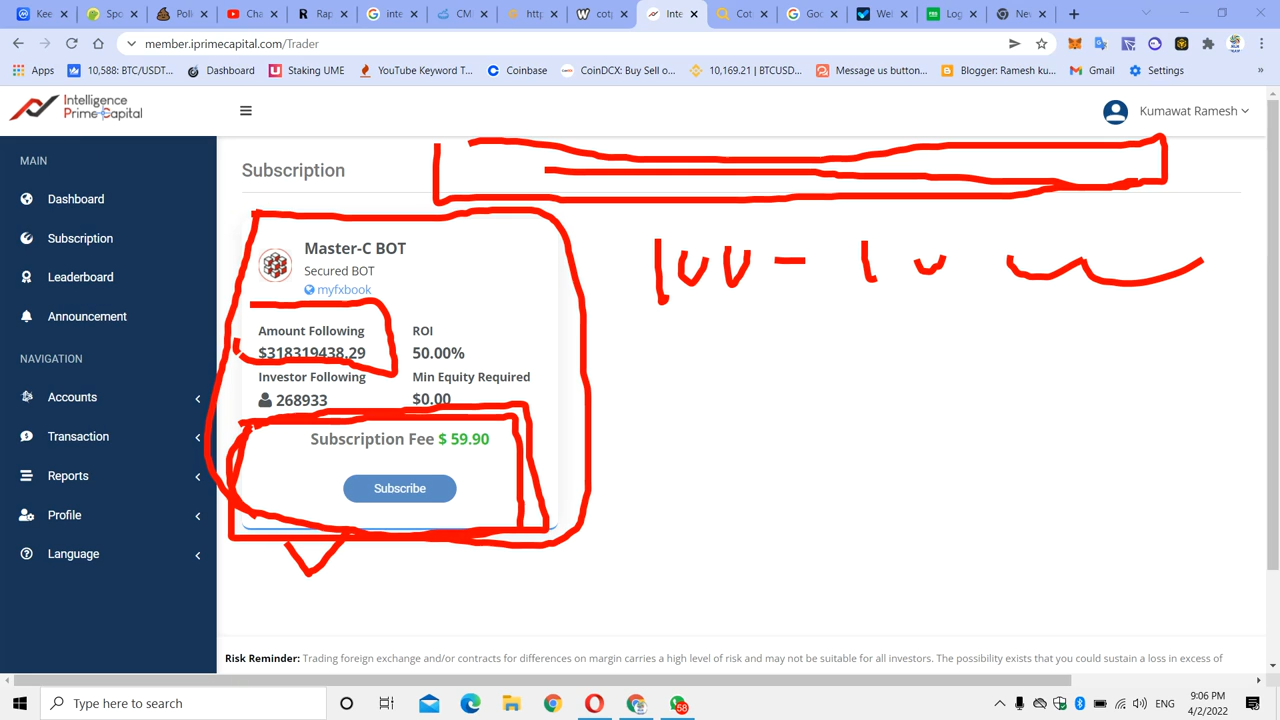 Inte
member.iprimecapital.com/Trader
Apps
10,588: BTC/USDT...
Dashboard
Staking UME
YouTube Keyword T...
Coinbase
CoinDCX: Buy sel o...
10,169.21 | BTCUSD...
Message us button...
Blogger: Ramesh ku...
Gmail
Settings
Intelligence
Prime Capital
Kumawat Ramesh
MAIN
Dashboard
Subscription
Leaderboard
Announcement
NAVIGATION
Accounts
Transaction
Reports
Profile
Language
Subscription
Master-C BOT
Secured BOT
myfxbook
Amount Following
ROI
$318319438.29
50.00%
Investor Following
Min Equity Required
268933
$0.00
Subscription Fee $ 59.90
Subscribe
100 - 10
Risk Reminder: Trading foreign exchange and/or contracts for differences on margin carries a high level of risk and may not be suitable for all investors. The possibility exists that you could sustain a loss in excess of
Type here to search
58
ENG
9:06 PM
4/2/2022